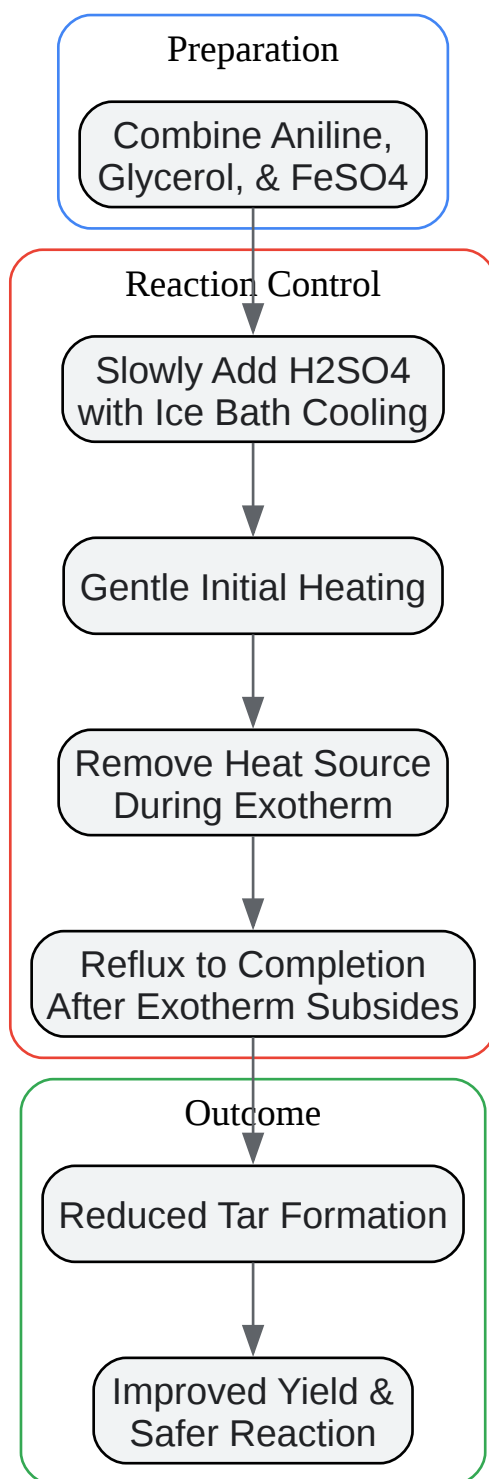 Preparation
Combine Aniline,
Glycerol, & FeSO4
Reaction Control
Slowly Add H2SO4
with Ice Bath Cooling
Gentle Initial Heating
Remove Heat Source
During Exotherm
Reflux to Completion
After Exotherm Subsides
Outcome
Reduced Tar Formation
Improved Yield &
Safer Reaction